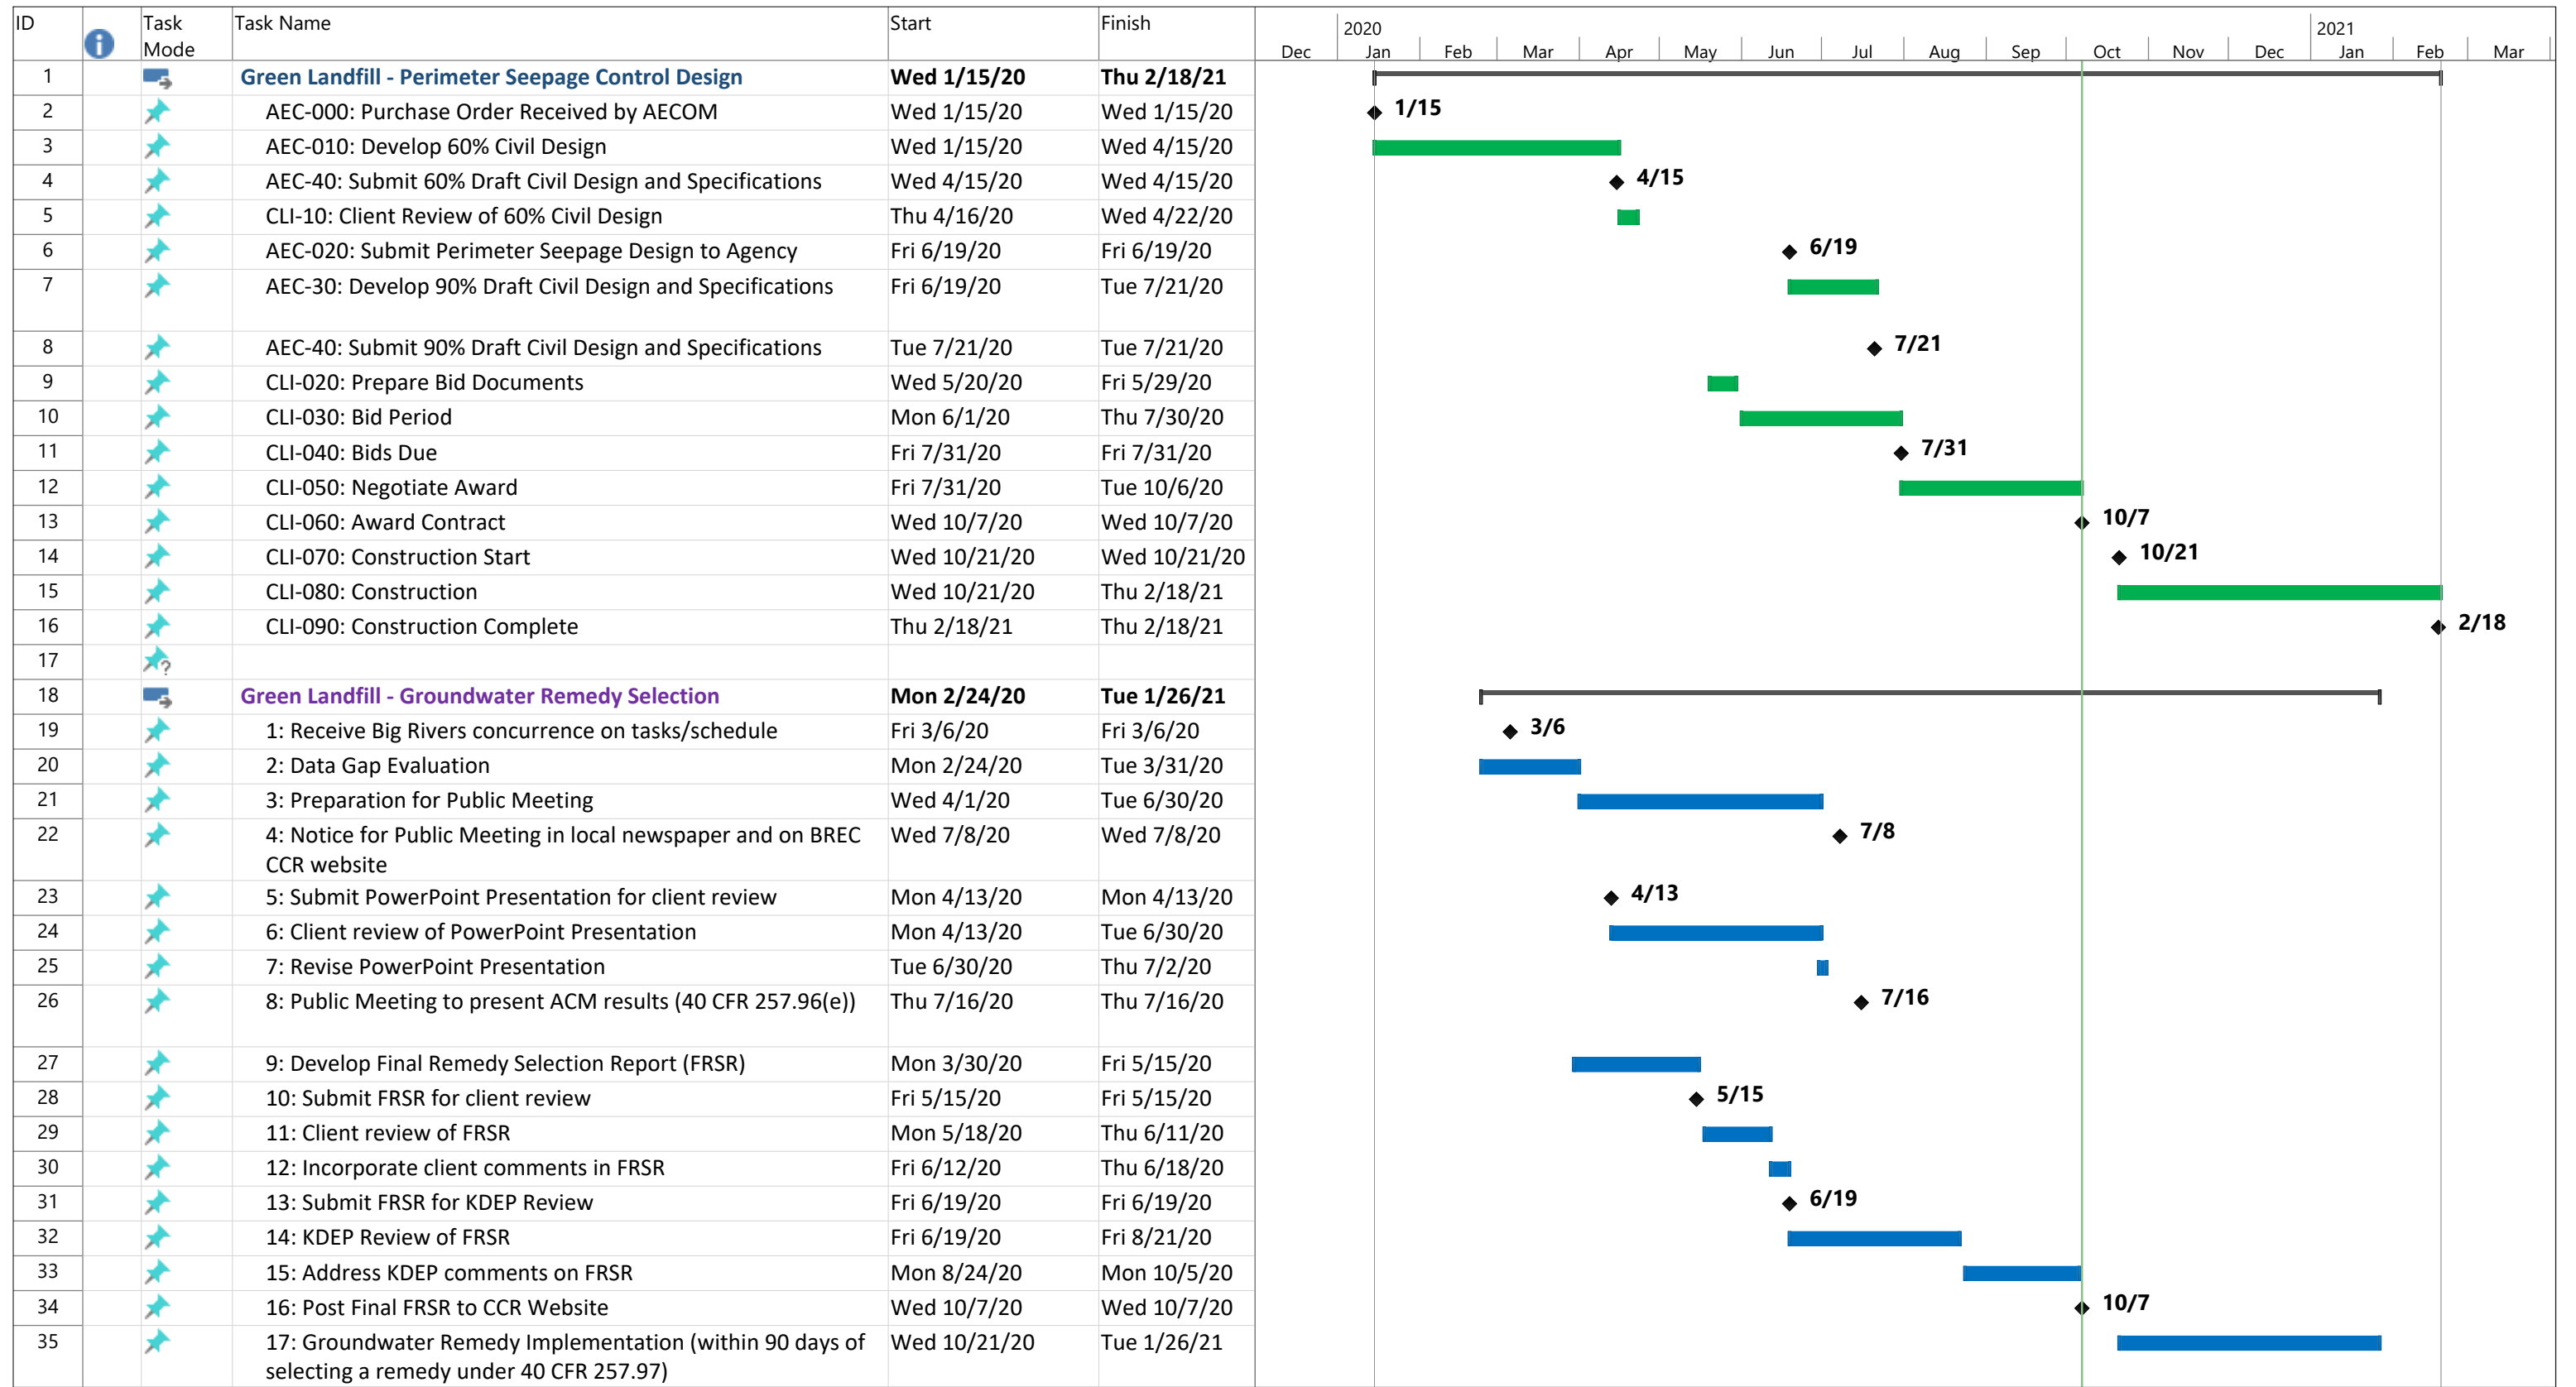 ID Task Mode Task Name Start Finish
2020 2021
Dec Jan Feb Mar Apr May Jun Jul Aug Sep Oct Nov Dec Jan Feb Mar
1 Green Landfill - Perimeter Seepage Control Design Wed 1/15/20 Thu 2/18/21
2 AEC-000: Purchase Order Received by AECOM Wed 1/15/20 Wed 1/15/20 1/15
3 AEC-010: Develop 60% Civil Design Wed 1/15/20 Wed 4/15/20
4 AEC-40: Submit 60% Draft Civil Design and Specifications Wed 4/15/20 Wed 4/15/20 4/15
5 CLI-10: Client Review of 60% Civil Design Thu 4/16/20 Wed 4/22/20
6 AEC-020: Submit Perimeter Seepage Design to Agency Fri 6/19/20 Fri 6/19/20 6/19
7 AEC-30: Develop 90% Draft Civil Design and Specifications Fri 6/19/20 Tue 7/21/20
8 AEC-40: Submit 90% Draft Civil Design and Specifications Tue 7/21/20 Tue 7/21/20 7/21
9 CLI-020: Prepare Bid Documents Wed 5/20/20 Fri 5/29/20
10 CLI-030: Bid Period Mon 6/1/20 Thu 7/30/20
11 CLI-040: Bids Due Fri 7/31/20 Fri 7/31/20 7/31
12 CLI-050: Negotiate Award Fri 7/31/20 Tue 10/6/20
13 CLI-060: Award Contract Wed 10/7/20 Wed 10/7/20 10/7
14 CLI-070: Construction Start Wed 10/21/20 Wed 10/21/20 10/21
15 CLI-080: Construction Wed 10/21/20 Thu 2/18/21
16 CLI-090: Construction Complete Thu 2/18/21 Thu 2/18/21 2/18
17 ?
18 Green Landfill - Groundwater Remedy Selection Mon 2/24/20 Tue 1/26/21
19 1: Receive Big Rivers concurrence on tasks/schedule Fri 3/6/20 Fri 3/6/20 3/6
20 2: Data Gap Evaluation Mon 2/24/20 Tue 3/31/20
21 3: Preparation for Public Meeting Wed 4/1/20 Tue 6/30/20
22 4: Notice for Public Meeting in local newspaper and on BREC Wed 7/8/20 Wed 7/8/20 7/8
CCR website
23 5: Submit PowerPoint Presentation for client review Mon 4/13/20 Mon 4/13/20 4/13
24 6: Client review of PowerPoint Presentation Mon 4/13/20 Tue 6/30/20
25 7: Revise PowerPoint Presentation Tue 6/30/20 Thu 7/2/20
26 8: Public Meeting to present ACM results (40 CFR 257.96(e)) Thu 7/16/20 Thu 7/16/20 7/16
27 9: Develop Final Remedy Selection Report (FRSR) Mon 3/30/20 Fri 5/15/20
28 10: Submit FRSR for client review Fri 5/15/20 Fri 5/15/20 5/15
29 11: Client review of FRSR Mon 5/18/20 Thu 6/11/20
30 12: Incorporate client comments in FRSR Fri 6/12/20 Thu 6/18/20
31 13: Submit FRSR for KDEP Review Fri 6/19/20 Fri 6/19/20 6/19
32 14: KDEP Review of FRSR Fri 6/19/20 Fri 8/21/20
33 15: Address KDEP comments on FRSR Mon 8/24/20 Mon 10/5/20
34 16: Post Final FRSR to CCR Website Wed 10/7/20 Wed 10/7/20 10/7
35 17: Groundwater Remedy Implementation (within 90 days of Wed 10/21/20 Tue 1/26/21
selecting a remedy under 40 CFR 257.97)